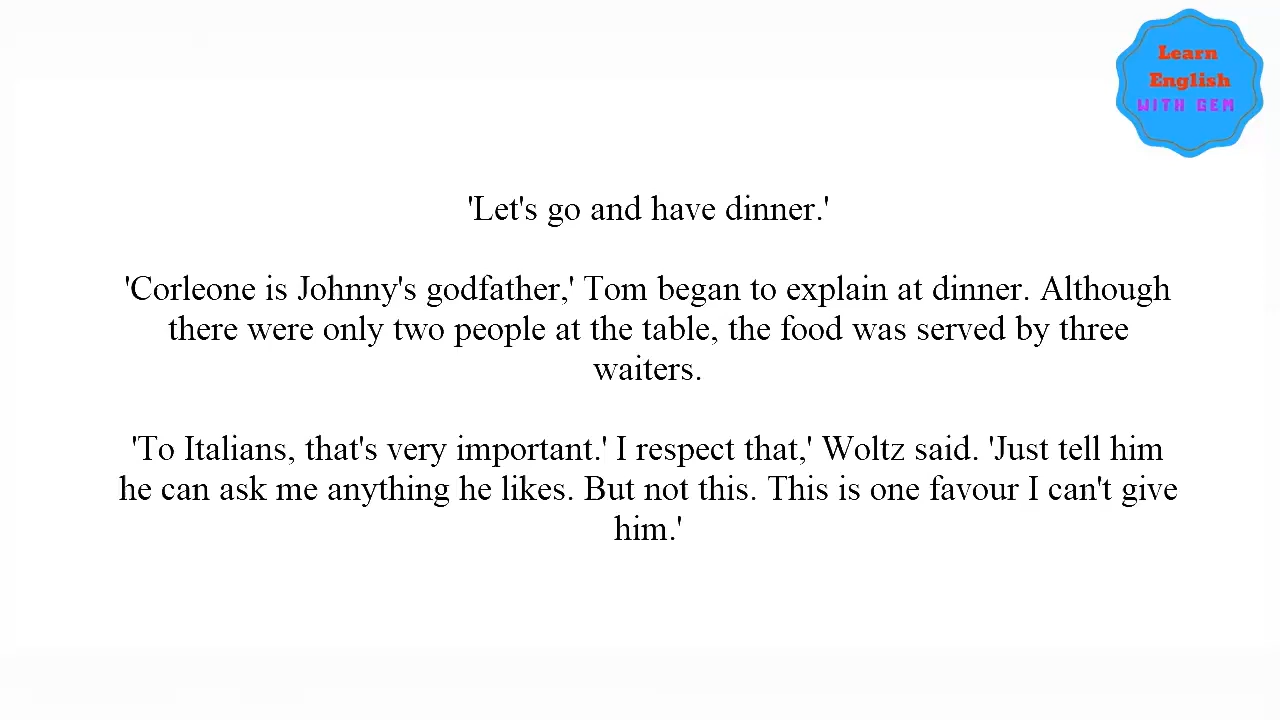 Learn
English
WITH GEM
'Let's go and have dinner.'
'Corleone is Johnny's godfather,' Tom began to explain at dinner. Although
there were only two people at the table, the food was served by three
waiters.
'To Italians, that's very important.' I respect that,' Woltz said. 'Just tell him
he can ask me anything he likes. But not this. This is one favour I can't give
him.'